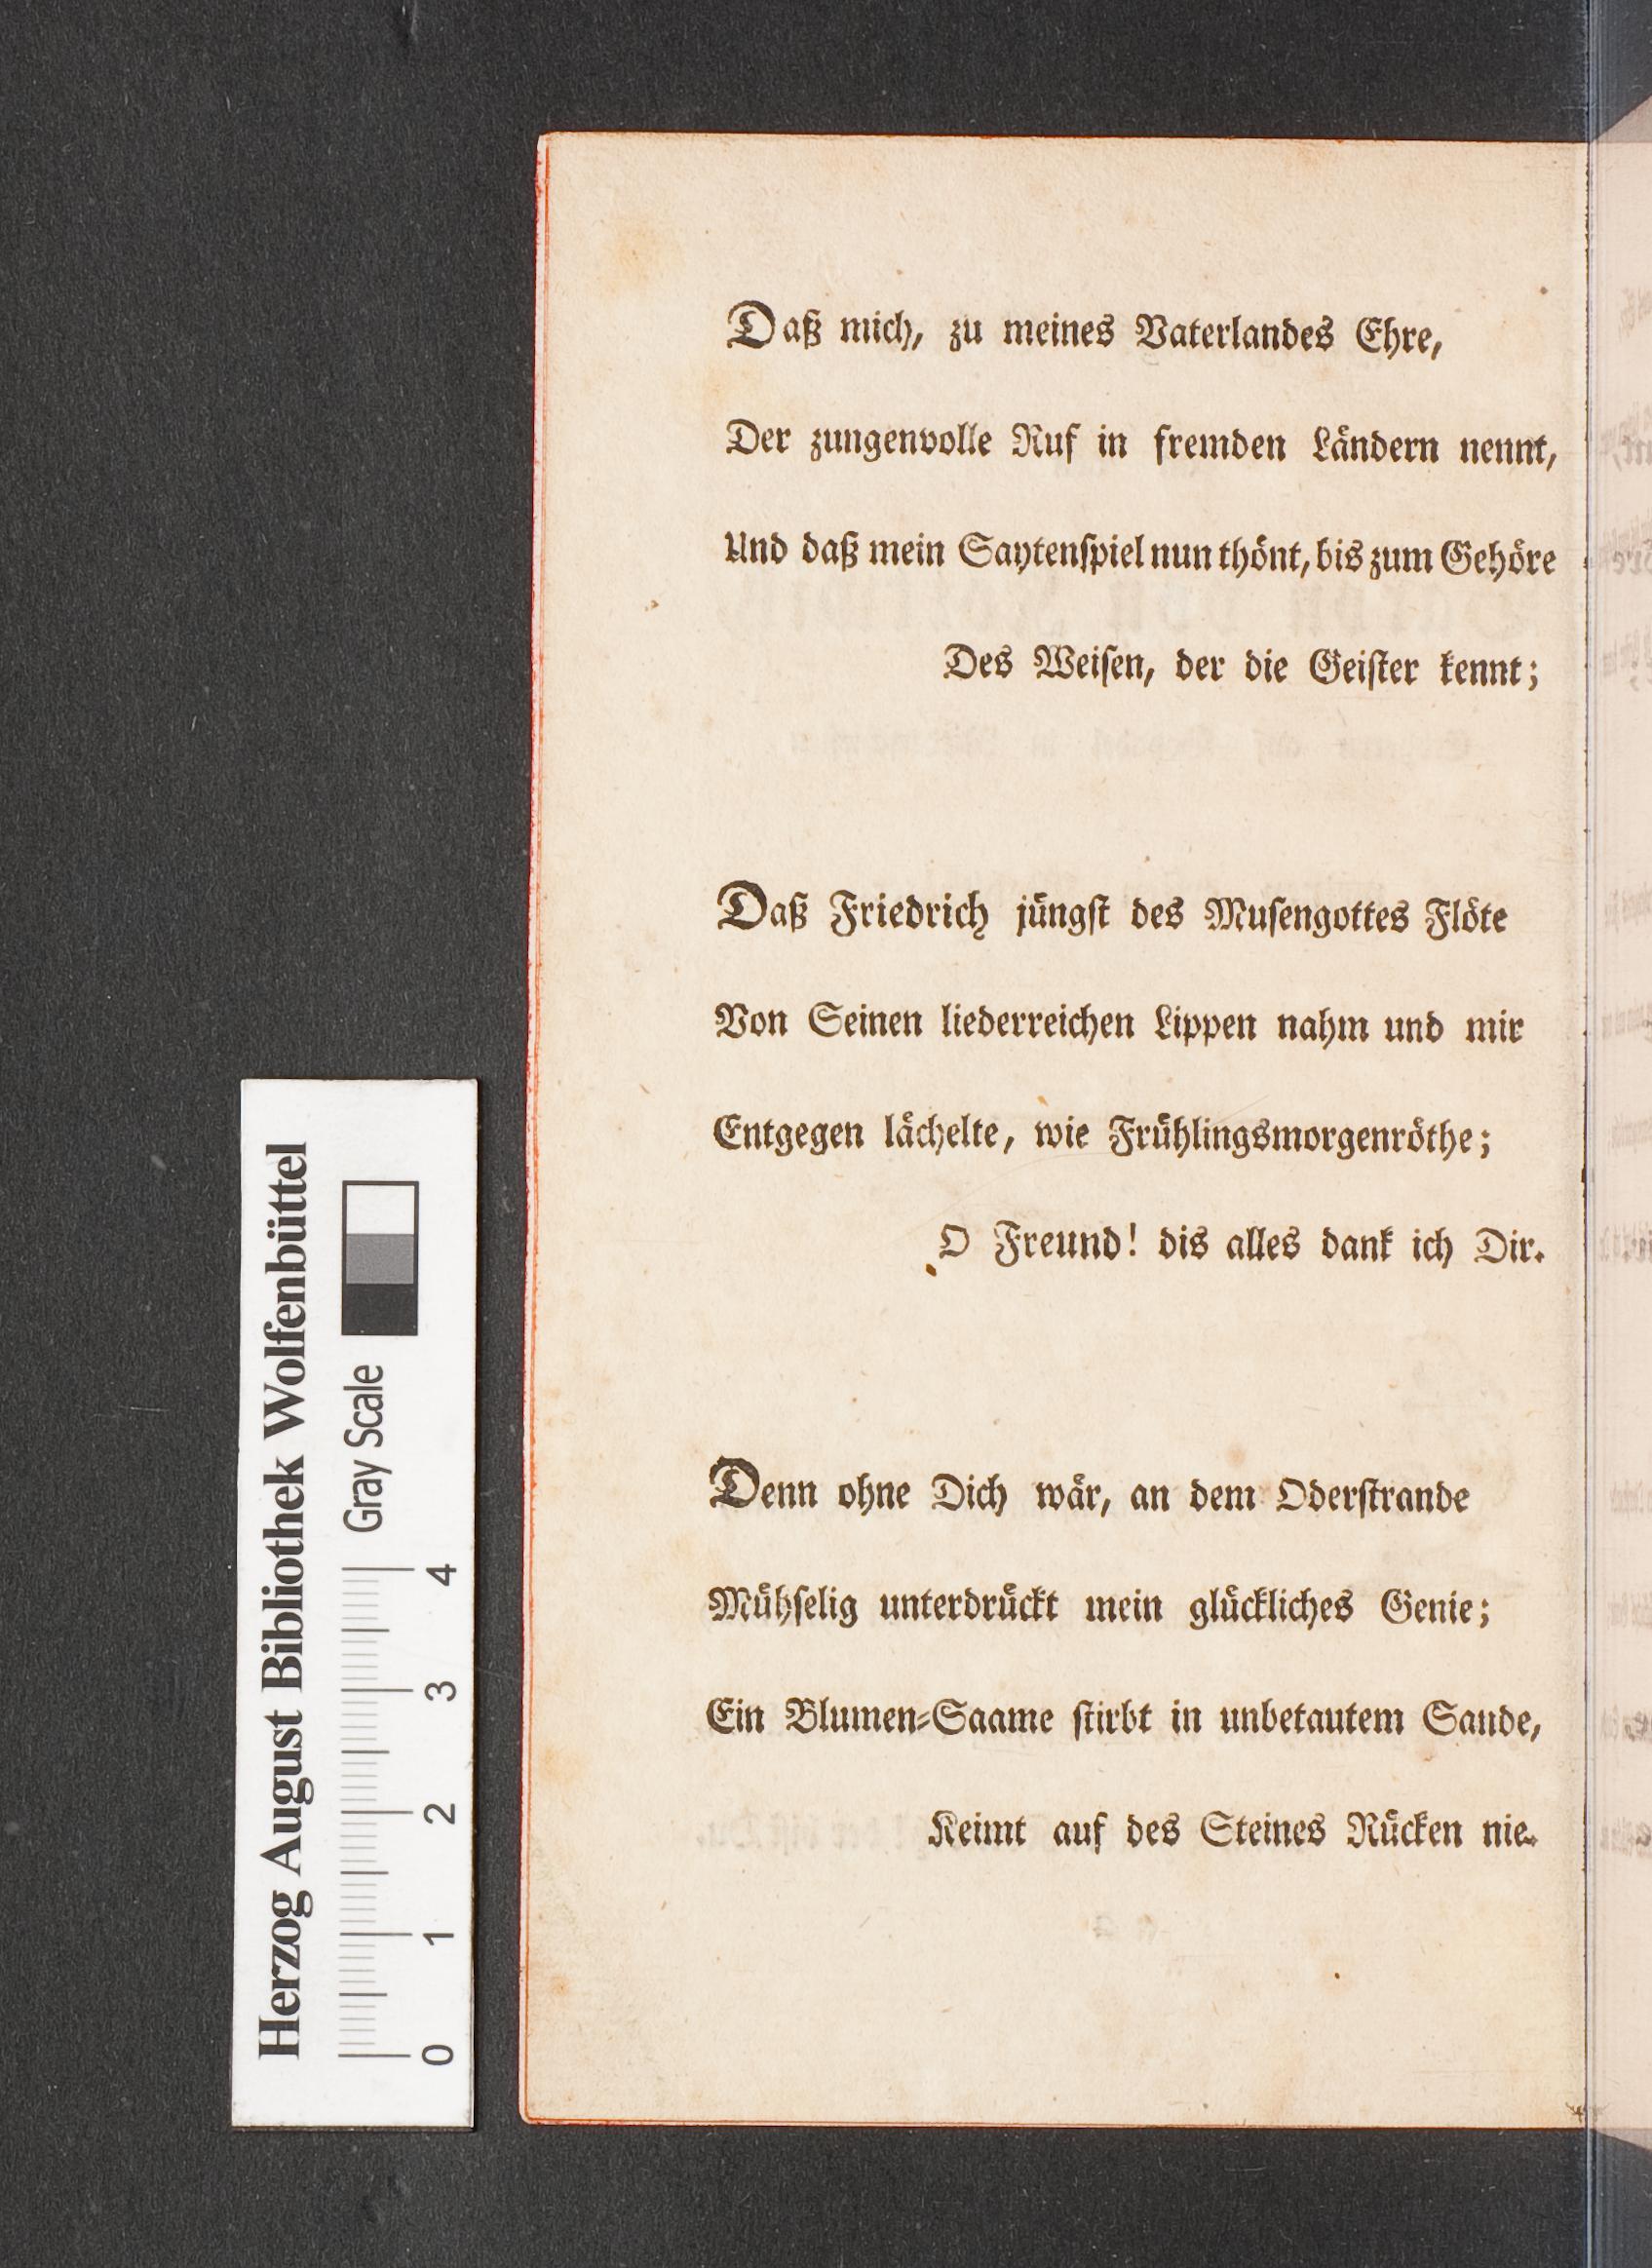 Daß mich, zu meines Vaterlandes Ehre,
Der zungenvolle Ruf in fremden Ländern nennt,
Und daß mein Saytenſpiel nun thönt, bis zum Gehöre
Des Weiſen, der die Geiſter kennt;
Daß Friedrich jüngſt des Muſengottes Flöte
Von Seinen liederreichen Lippen nahm und mir
Entgegen lächelte, wie Frühlingsmorgenröthe;
O Freund! dis alles dank ich Dir.
Denn ohne Dich wär, an dem Oderſtrande
Mühſelig unterdrückt mein glückliches Genie;
Ein Blumen-Saame ſtirbt in unbetautem Sande,
Keimt auf des Steines Rücken nie.
Herzog August Bibliothek Wolfenbüttel
Gray Scale
0 1 2 3 4